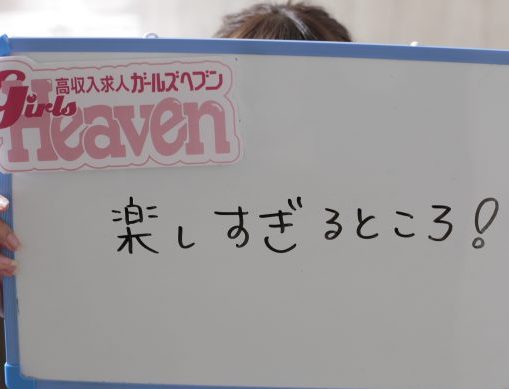 高収入求人ガールズヘブン
Girls
Heaven
楽しすぎるところ!